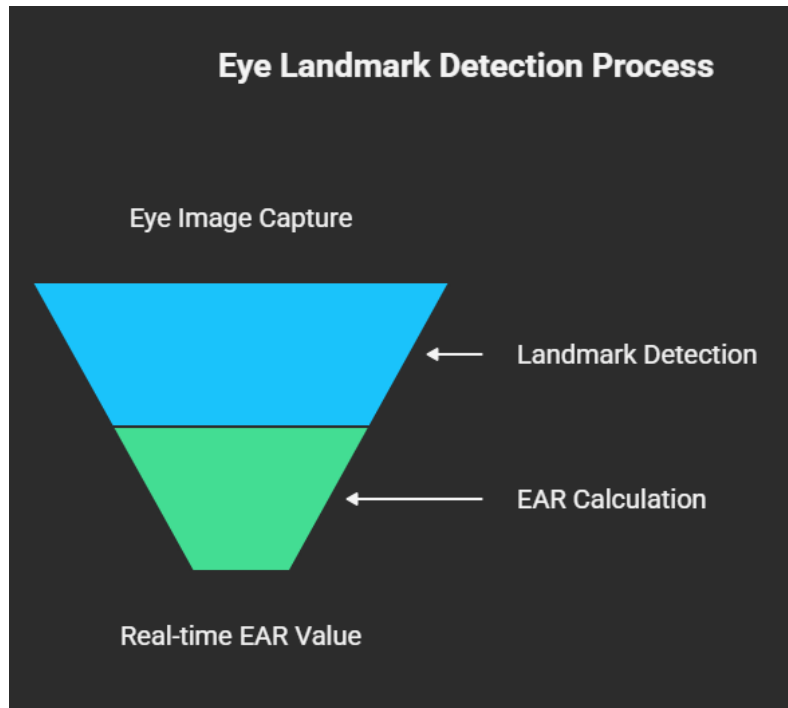 Eye Landmark Detection Process
Eye Image Capture
Landmark Detection
EAR Calculation
Real-time EAR Value